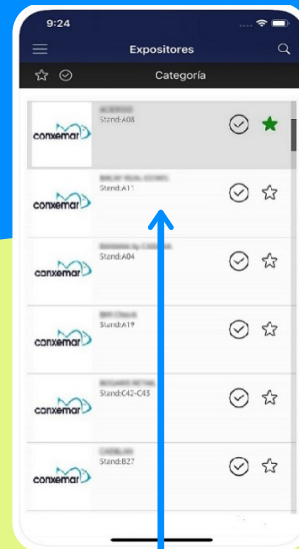 9:24
Expositores
Categoría
conxemar
Stand:A08
conxemar
Stand:A11
conxemar
Stand:A04
conxemar
Stand:A19
conxemar
Stand:C42-C43
conxemar
Stand:B27